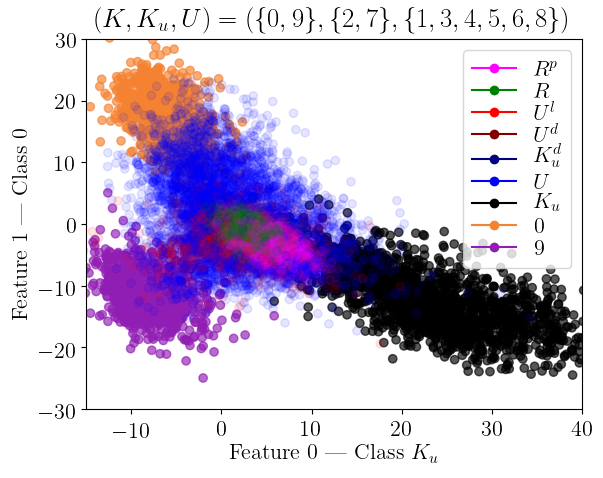 (K, K_u, U) = ({0, 9}, {2, 7}, {1, 3, 4, 5, 6, 8})
30
20
10
0
−10
−20
−30
Feature 1 — Class 0
R^p
R
U^l
U^d
K_u^d
U
K_u
0
9
−10
0
10
20
30
40
Feature 0 — Class K_u